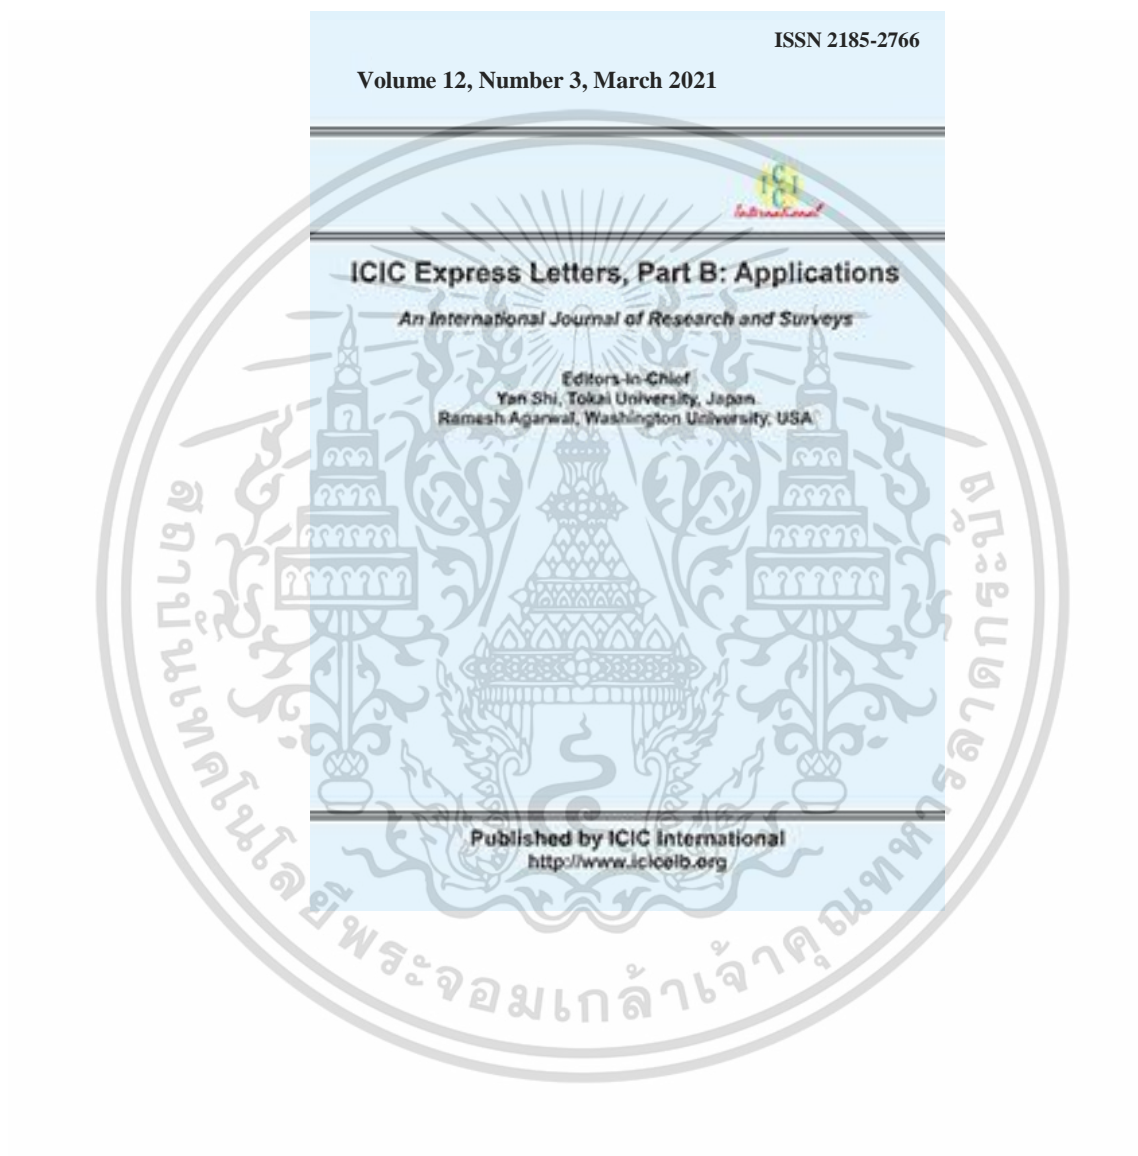 ISSN 2185-2766
Volume 12, Number 3, March 2021
ICIC
International
ICIC Express Letters, Part B: Applications
An International Journal of Research and Surveys
Editors-in-Chief
Yan Shi, Tokai University, Japan
Ramesh Agarwal, Washington University, USA
Published by ICIC International
http://www.icicelb.org
สถาบันเทคโนโลยีพระจอมเกล้าเจ้าคุณทหารลาดกระบัง